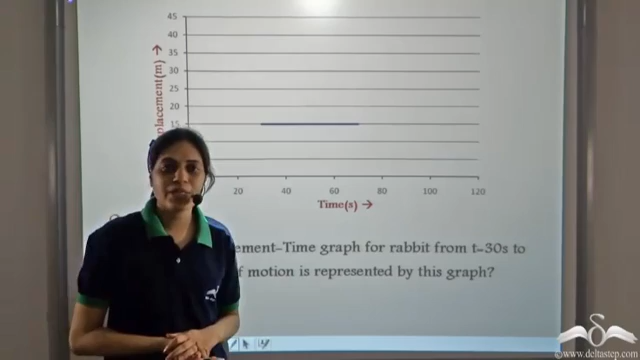 45
40
35
30
25
20
15
placement(m) →
20 40 60 80 100 120
Time(s) →
ement-Time graph for rabbit from t=30s to
f motion is represented by this graph?
©www.deltastep.com